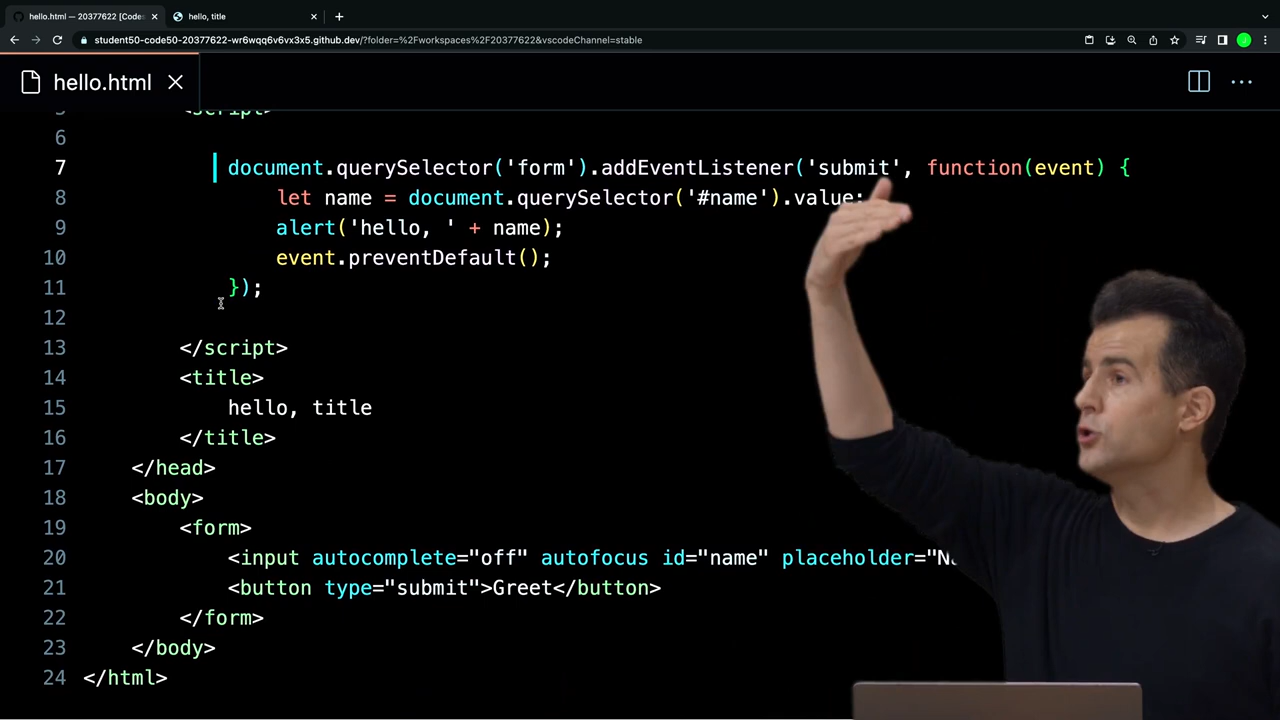 hello.html — 20377622 [Codes
hello, title
student50-code50-20377622-wr6wqq6v6vx3x5.github.dev/?folder=%2Fworkspaces%2F20377622&vscodeChannel=stable
J
hello.html
5 <script>
6
7 document.querySelector('form').addEventListener('submit', function(event) {
8 let name = document.querySelector('#name').value;
9 alert('hello, ' + name);
10 event.preventDefault();
11 });
12
13 </script>
14 <title>
15 hello, title
16 </title>
17 </head>
18 <body>
19 <form>
20 <input autocomplete="off" autofocus id="name" placeholder="Na
21 <button type="submit">Greet</button>
22 </form>
23 </body>
24 </html>